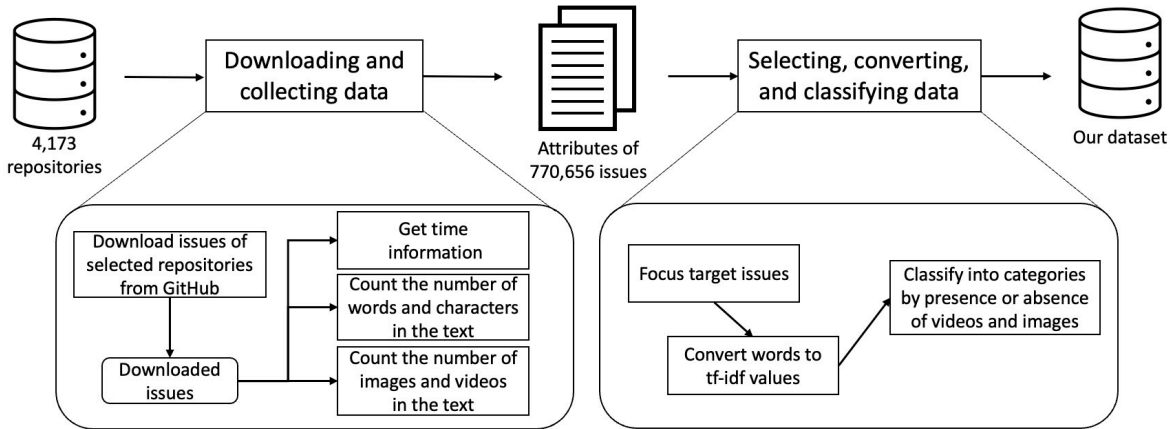 4,173
repositories
Downloading and
collecting data
Attributes of
770,656 issues
Selecting, converting,
and classifying data
Our dataset
Download issues of
selected repositories
from GitHub
Downloaded
issues
Get time
information
Count the number of
words and characters
in the text
Count the number of
images and videos
in the text
Focus target issues
Convert words to
tf-idf values
Classify into categories
by presence or absence
of videos and images